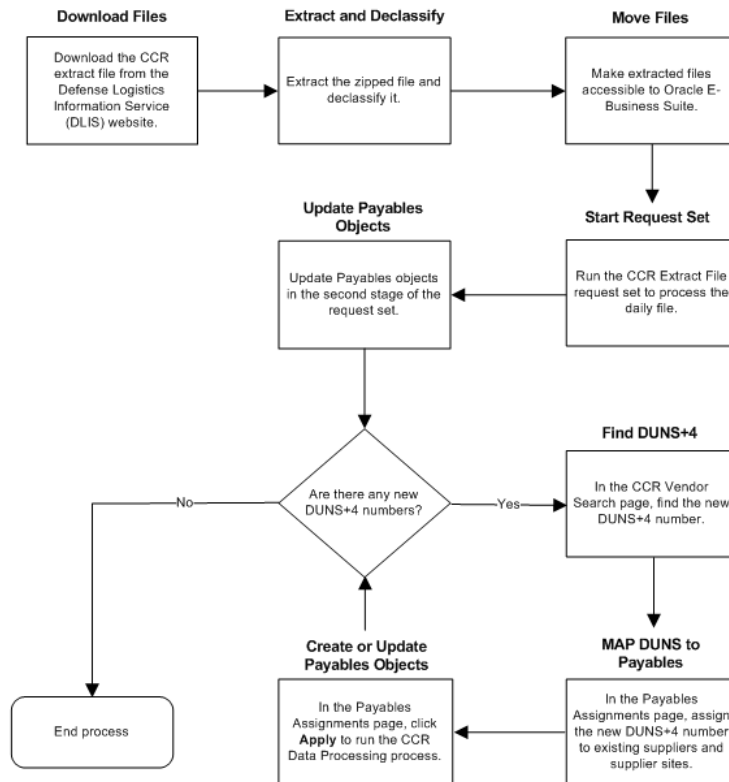 Download Files
Download the CCR
extract file from the
Defense Logistics
Information Service
(DLIS) website.
Extract and Declassify
Extract the zipped file and
declassify it.
Move Files
Make extracted files
accessible to Oracle E-
Business Suite.
Start Request Set
Run the CCR Extract File
request set to process the
daily file.
Update Payables
Objects
Update Payables objects
in the second stage of the
request set.
Are there any new
DUNS+4 numbers?
No
Yes
Find DUNS+4
In the CCR Vendor
Search page, find the new
DUNS+4 number.
MAP DUNS to
Payables
In the Payables
Assignments page, assign
the new DUNS+4 number
to existing suppliers and
supplier sites.
Create or Update
Payables Objects
In the Payables
Assignments page, click
Apply to run the CCR
Data Processing process.
End process